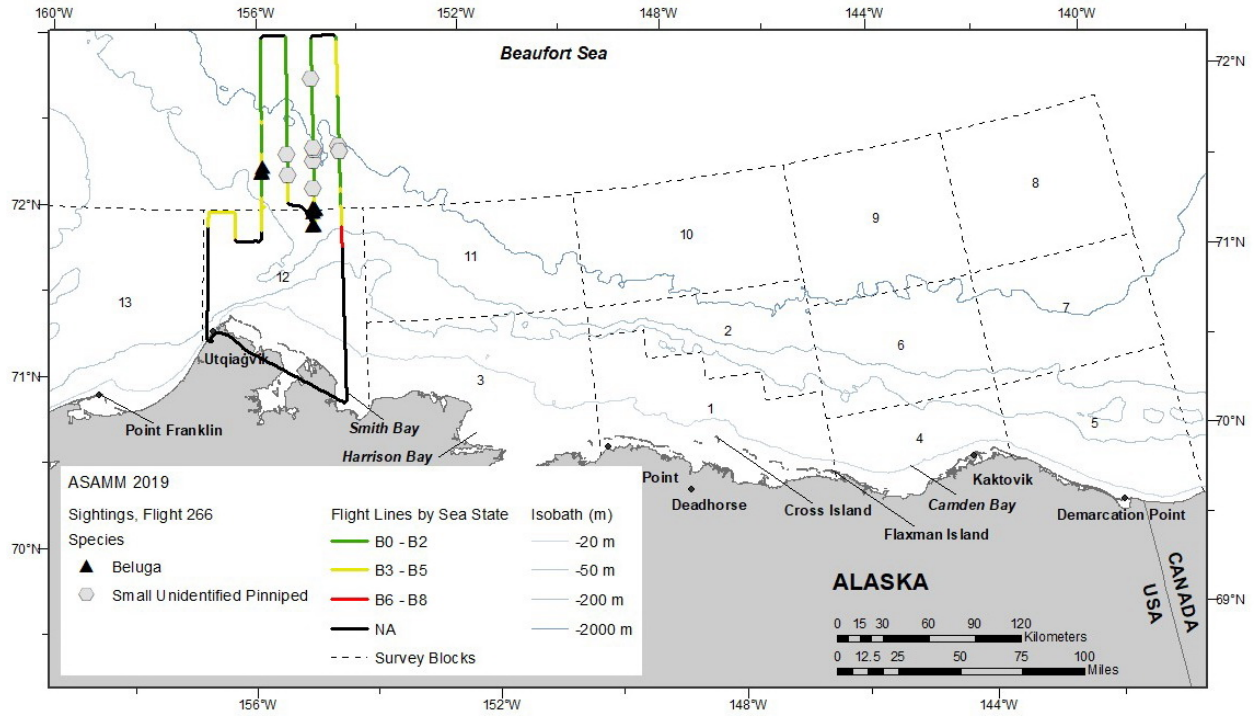 160°W 156°W 152°W 148°W 144°W 140°W
Beaufort Sea
72°N
8
9
72°N
10
71°N
11
12
13
7
2
6
Utqiaġvik
71°N
3
1
70°N
5
4
Point Franklin
Smith Bay
Harrison Bay
Point
Kaktovik
Deadhorse
Cross Island
Camden Bay
Demarcation Point
Flaxman Island
70°N
69°N
ALASKA
CANADA
USA
ASAMM 2019
Sightings, Flight 266
Species
Beluga
Small Unidentified Pinniped
Flight Lines by Sea State
B0 - B2
B3 - B5
B6 - B8
NA
Survey Blocks
Isobath (m)
-20 m
-50 m
-200 m
-2000 m
0 15 30 60 90 120
Kilometers
0 12.5 25 50 75 100
Miles
156°W 152°W 148°W 144°W